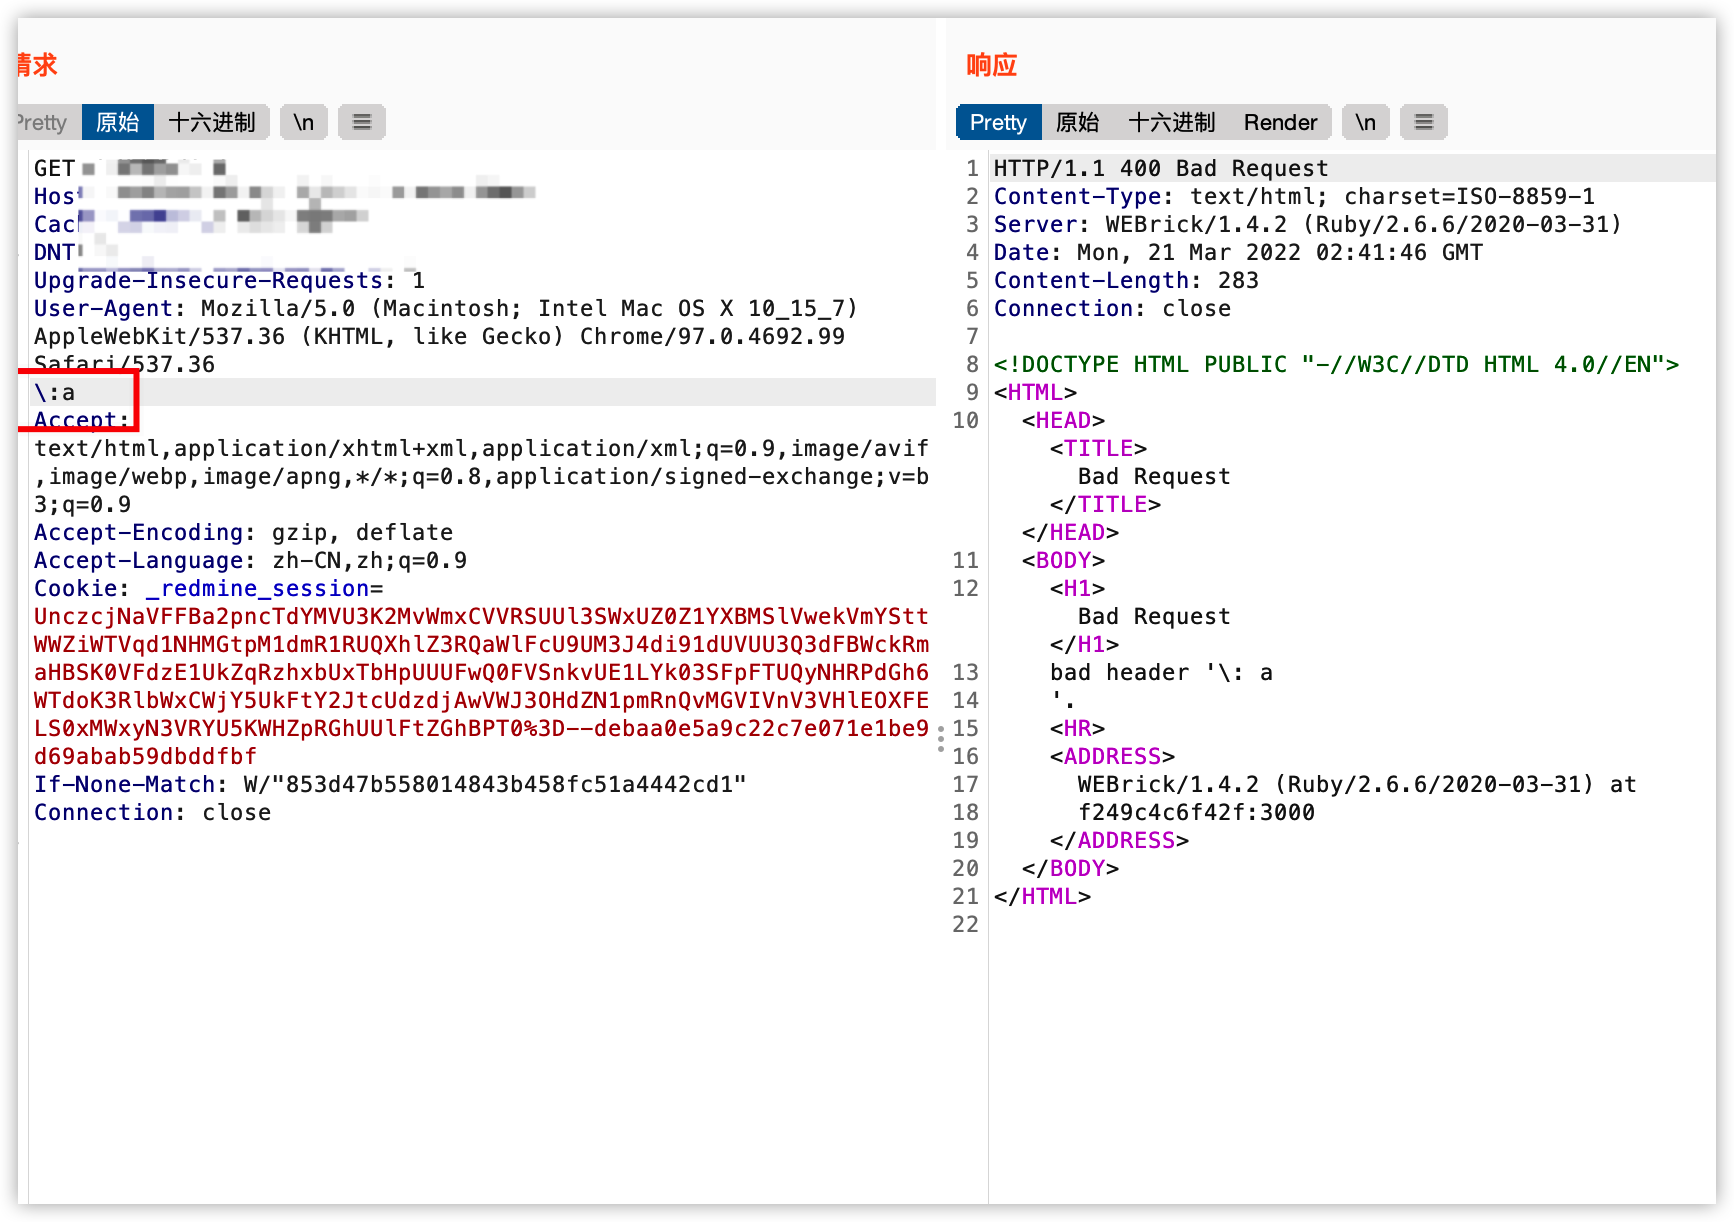 请求
Pretty 原始 十六进制 \n
GET
Host
Cac
DNT
Upgrade-Insecure-Requests: 1
User-Agent: Mozilla/5.0 (Macintosh; Intel Mac OS X 10_15_7)
AppleWebKit/537.36 (KHTML, like Gecko) Chrome/97.0.4692.99
Safari/537.36
\:a
Accept:
text/html,application/xhtml+xml,application/xml;q=0.9,image/avif
,image/webp,image/apng,*/*;q=0.8,application/signed-exchange;v=b
3;q=0.9
Accept-Encoding: gzip, deflate
Accept-Language: zh-CN,zh;q=0.9
Cookie: _redmine_session=
UnczcjNaVFFBa2pncTdYMVU3K2MvWmxCVVRSUUl3SWxUZ0Z1YXBMSlVwekVmYStt
WWZiWTVqd1NHMGtpM1dmR1RUQXhlZ3RQaWlFcU9UM3J4di91dUVUU3Q3dFBWckRm
aHBSK0VFdzE1UkZqRzhxbUxTbHpUUUFwQ0FVSnkvUE1LYk03SFpFTUQyNHRPdGh6
WTdoK3RlbWxCWjY5UkFtY2JtcUdzdjAwVWJ3OHdZN1pmRnQvMGVIVnV3VHlEOXFE
LS0xMWxyN3VRYU5KWHZpRGhUUlFtZGhBPT0%3D--debaa0e5a9c22c7e071e1be9
d69abab59dbddfbf
If-None-Match: W/"853d47b558014843b458fc51a4442cd1"
Connection: close
响应
Pretty 原始 十六进制 Render \n
1 HTTP/1.1 400 Bad Request
2 Content-Type: text/html; charset=ISO-8859-1
3 Server: WEBrick/1.4.2 (Ruby/2.6.6/2020-03-31)
4 Date: Mon, 21 Mar 2022 02:41:46 GMT
5 Content-Length: 283
6 Connection: close
7
8 <!DOCTYPE HTML PUBLIC "-//W3C//DTD HTML 4.0//EN">
9 <HTML>
10 <HEAD>
<TITLE>
Bad Request
</TITLE>
</HEAD>
11 <BODY>
12 <H1>
Bad Request
</H1>
13 bad header '\: a
14 '.
15 <HR>
16 <ADDRESS>
17 WEBrick/1.4.2 (Ruby/2.6.6/2020-03-31) at
18 f249c4c6f42f:3000
19 </ADDRESS>
20 </BODY>
21 </HTML>
22